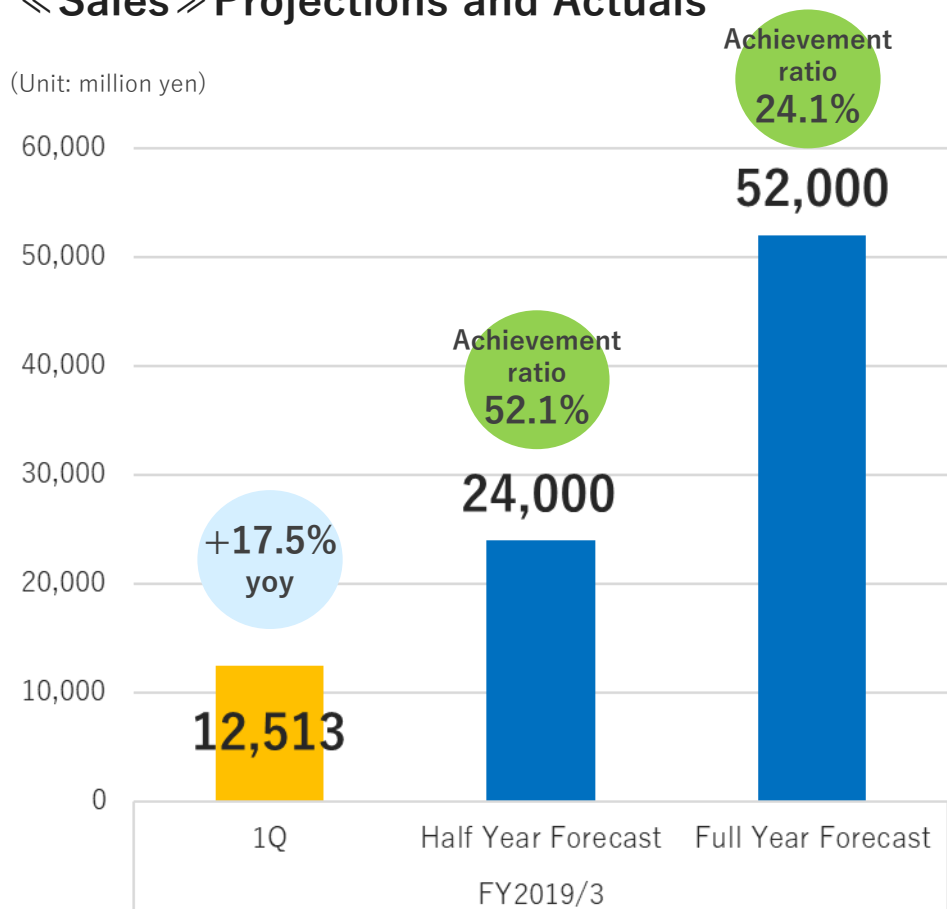 ≪Sales≫Projections and Actuals
(Unit: million yen)
Achievement
ratio
24.1%
60,000
52,000
50,000
Achievement
ratio
52.1%
40,000
30,000
24,000
+17.5%
yoy
20,000
10,000
12,513
0
1Q Half Year Forecast Full Year Forecast
FY2019/3